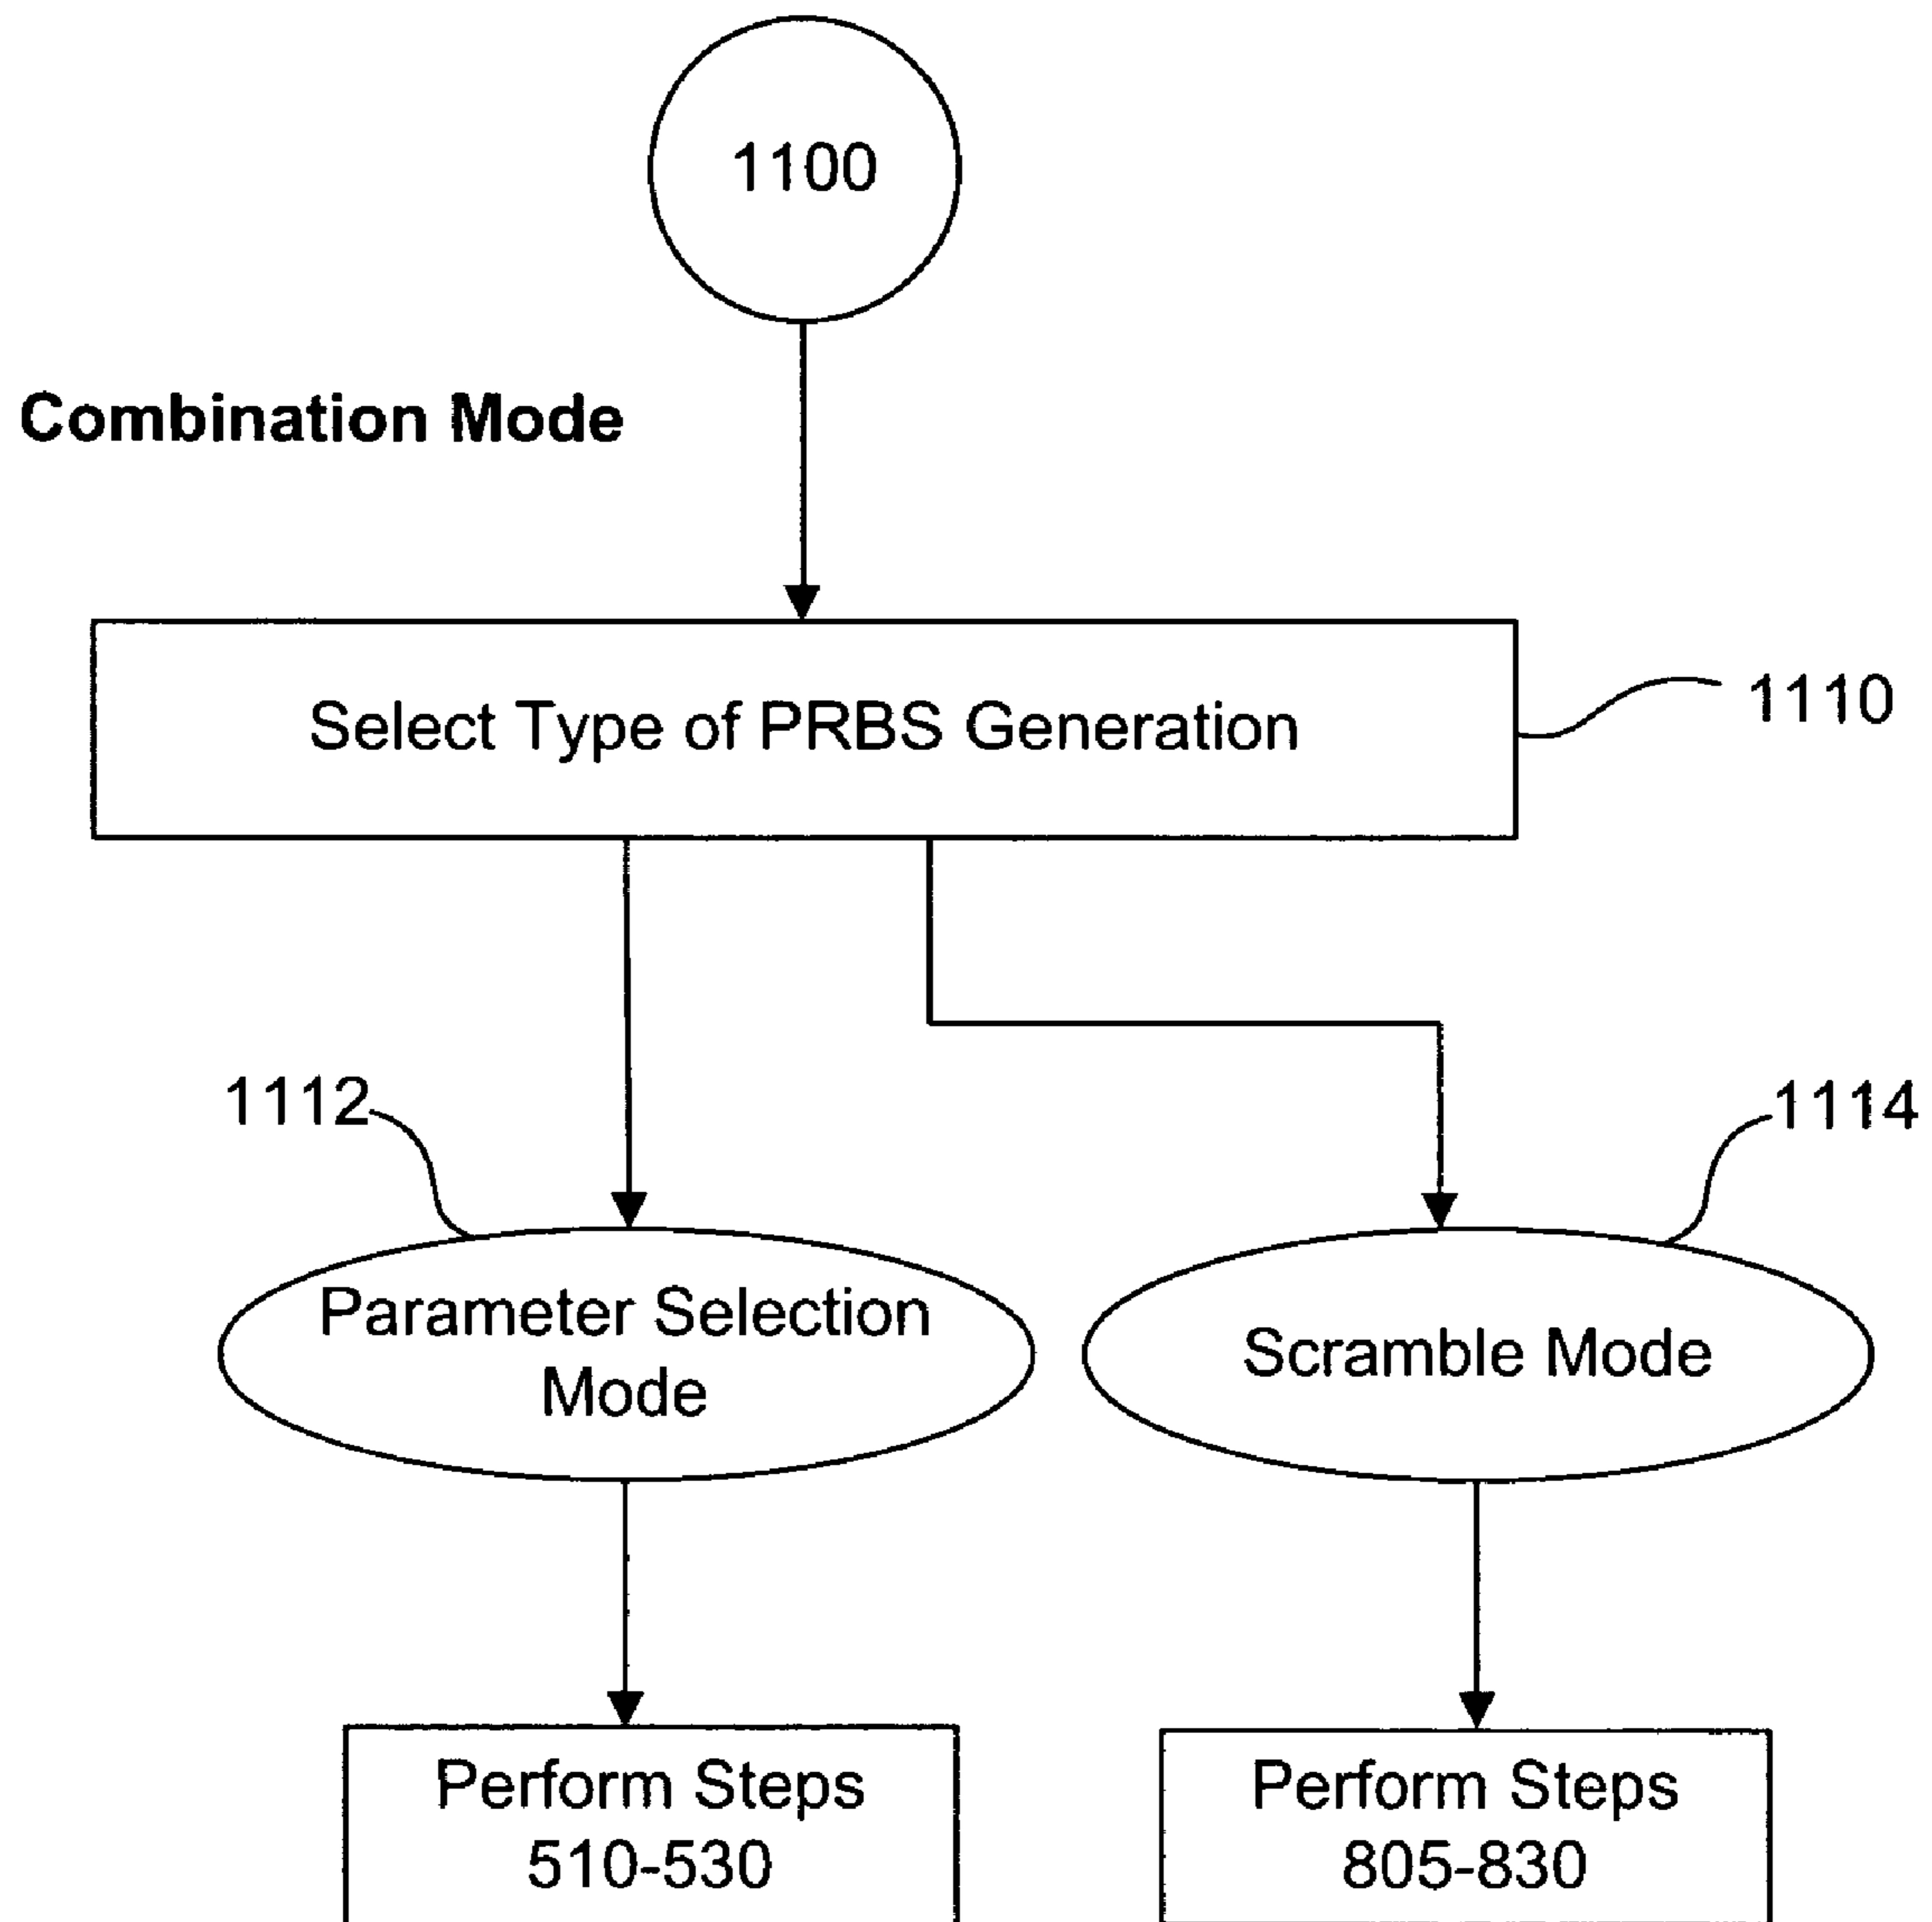 1100
Combination Mode
Select Type of PRBS Generation
1110
1112
1114
Parameter Selection
Mode
Scramble Mode
Perform Steps
510-530
Perform Steps
805-830